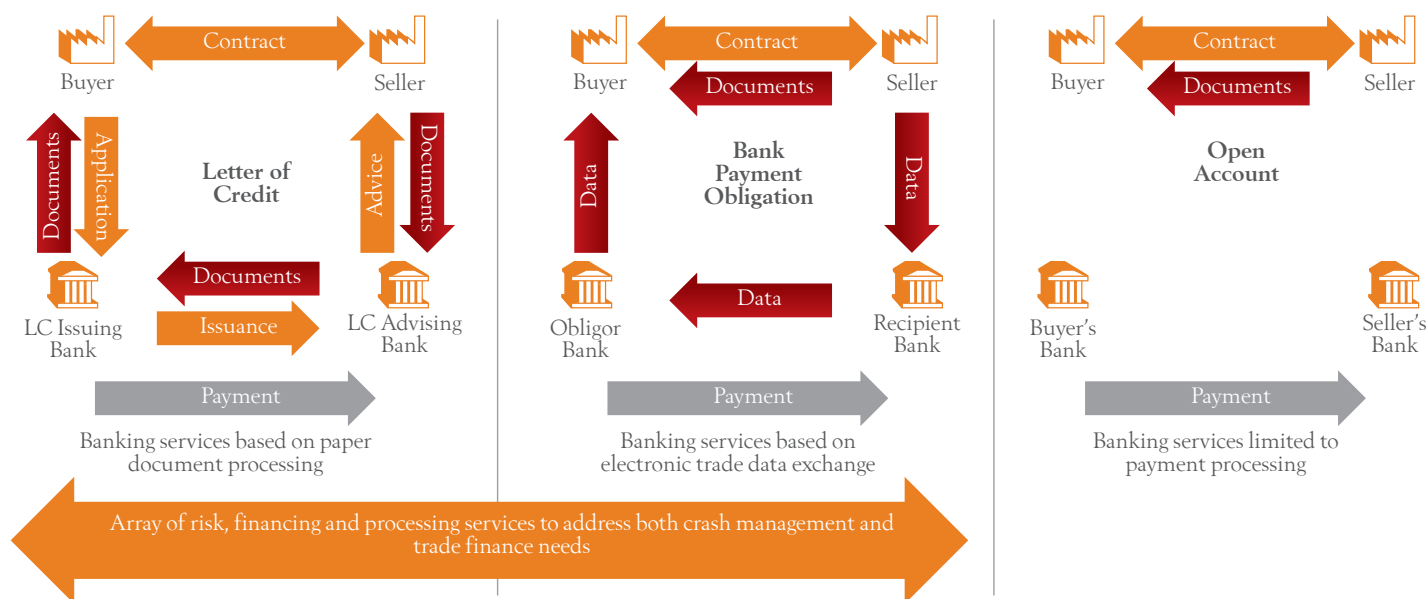 Contract
Buyer
Seller
Documents
Application
Letter of
Credit
Advice
Documents
Documents
Issuance
LC Issuing
Bank
LC Advising
Bank
Payment
Banking services based on paper
document processing
Contract
Buyer
Seller
Documents
Data
Bank
Payment
Obligation
Data
Data
Obligor
Bank
Recipient
Bank
Payment
Banking services based on
electronic trade data exchange
Contract
Buyer
Seller
Documents
Open
Account
Buyer's
Bank
Seller's
Bank
Payment
Banking services limited to
payment processing
Array of risk, financing and processing services to address both crash management and
trade finance needs